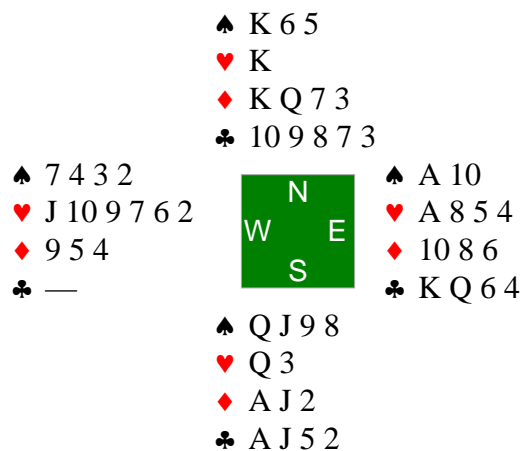 ♠ K 6 5
♥ K
♦ K Q 7 3
♣ 10 9 8 7 3
♠ 7 4 3 2
♥ J 10 9 7 6 2
♦ 9 5 4
♣ —
N
W E
S
♠ A 10
♥ A 8 5 4
♦ 10 8 6
♣ K Q 6 4
♠ Q J 9 8
♥ Q 3
♦ A J 2
♣ A J 5 2